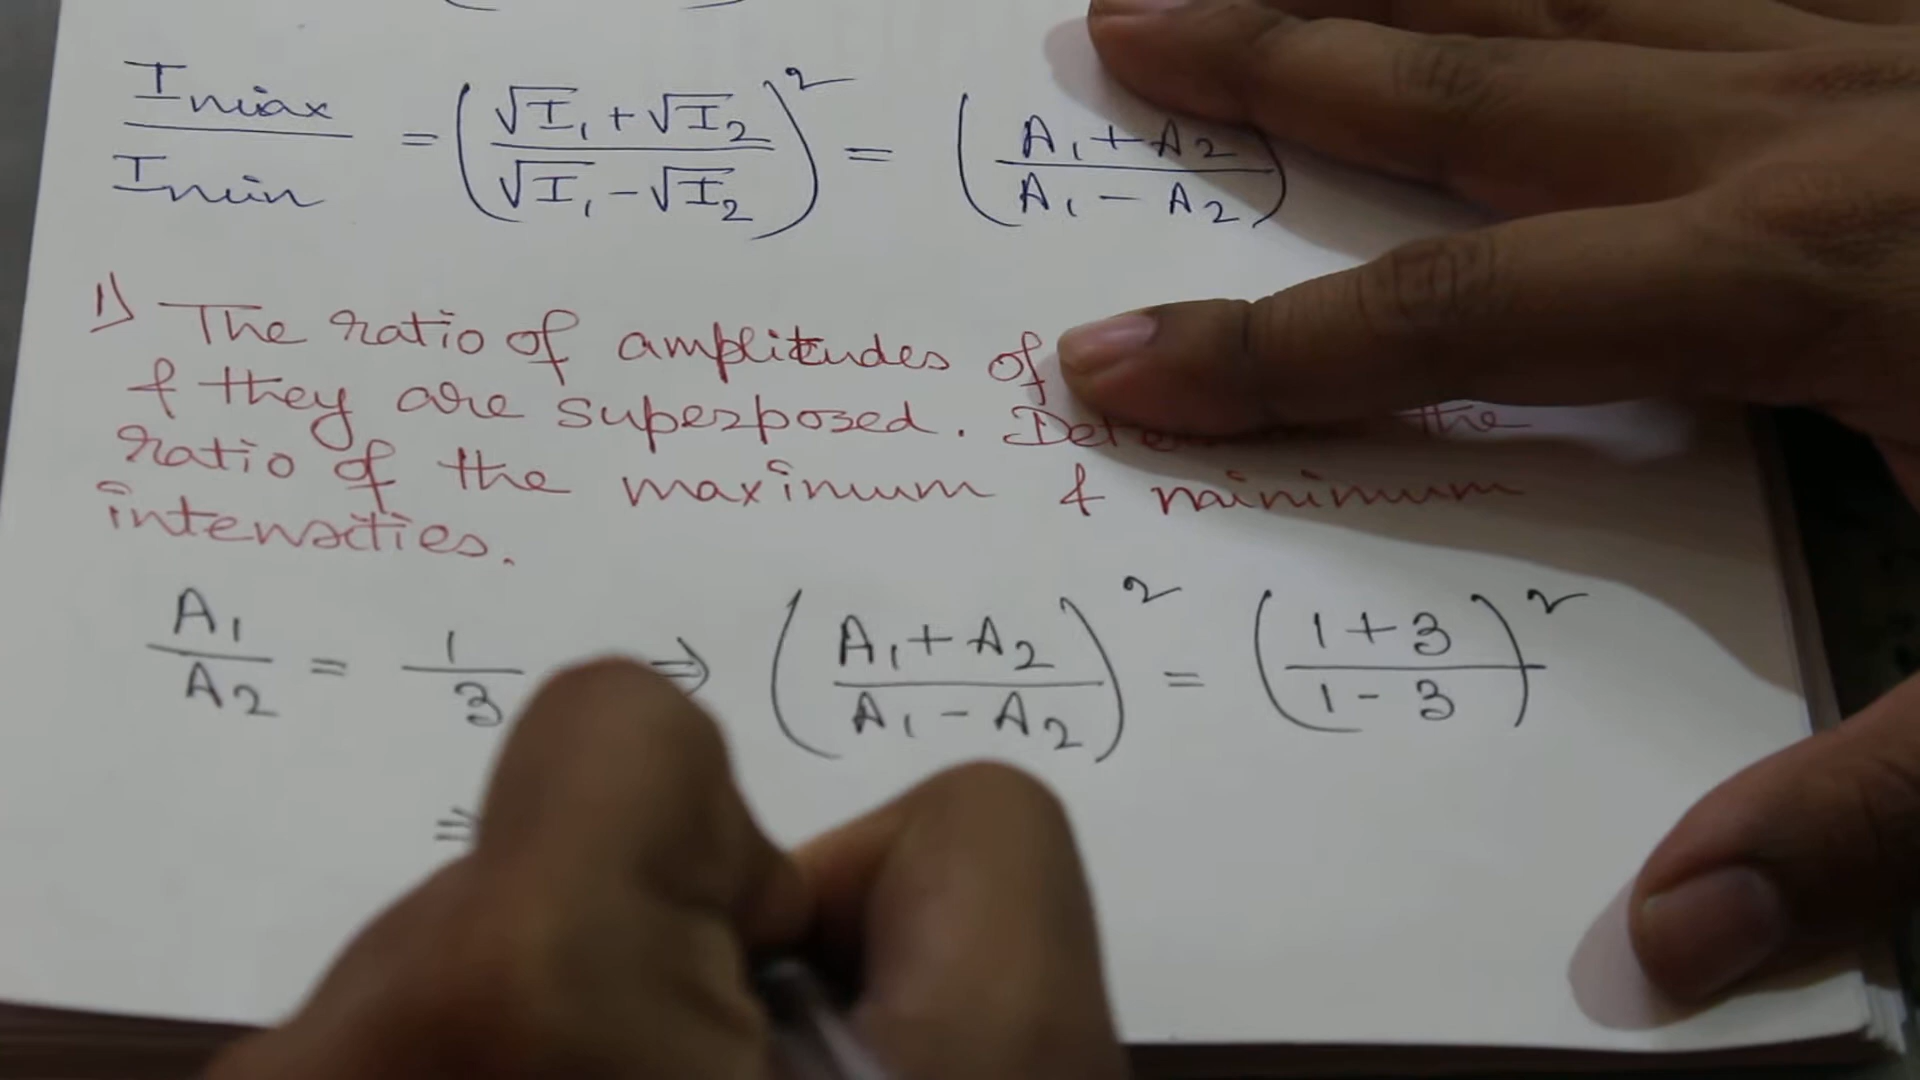 Imax / Imin = ( √I₁ + √I₂ / √I₁ - √I₂ )² = ( A₁ + A₂ / A₁ - A₂ )
1) The ratio of amplitudes of
& they are superposed. the
ratio of the maximum & minimum
intensities.
A₁ / A₂ = 1 / 3 ⇒ ( A₁ + A₂ / A₁ - A₂ )² = ( 1 + 3 / 1 - 3 )²